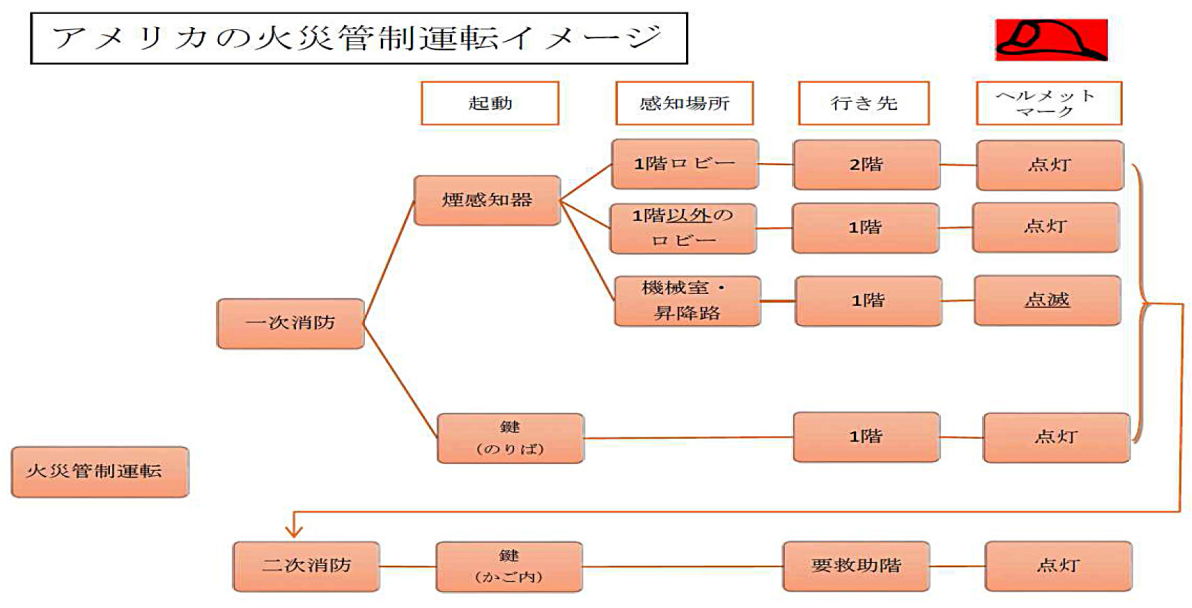 アメリカの火災管制運転イメージ
起動
感知場所
行き先
ヘルメット
マーク
1階ロビー
2階
点灯
煙感知器
1階以外の
ロビー
1階
点灯
機械室・
昇降路
1階
点滅
一次消防
鍵
(のりば)
1階
点灯
火災管制運転
二次消防
鍵
(かご内)
要救助階
点灯